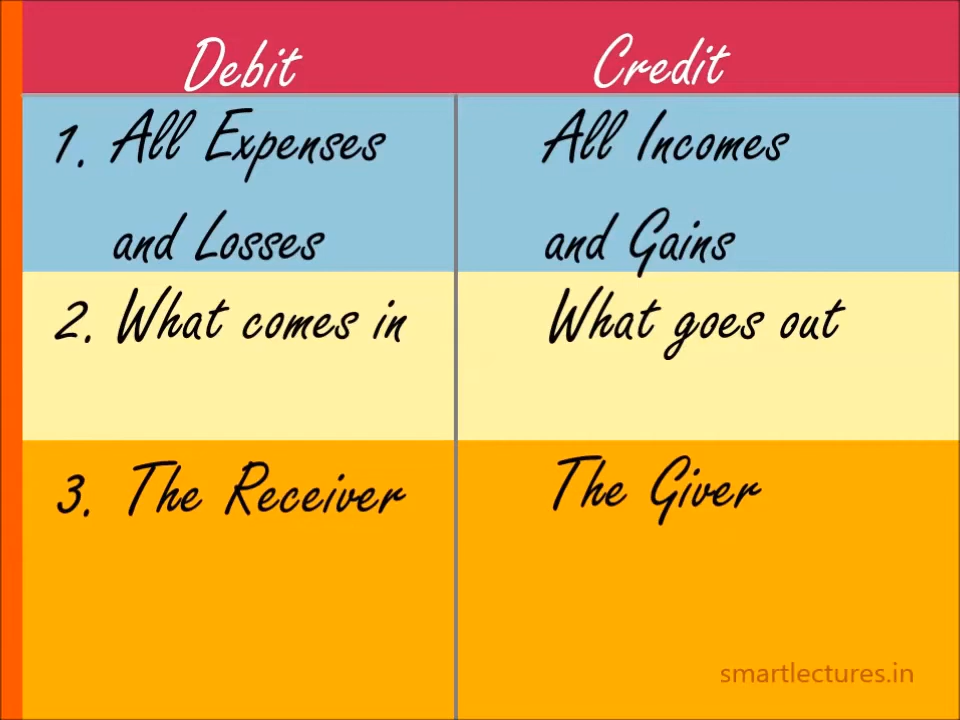 Debit Credit
1. All Expenses All Incomes
and Losses and Gains
2. What comes in What goes out
3. The Receiver The Giver
smartlectures.in